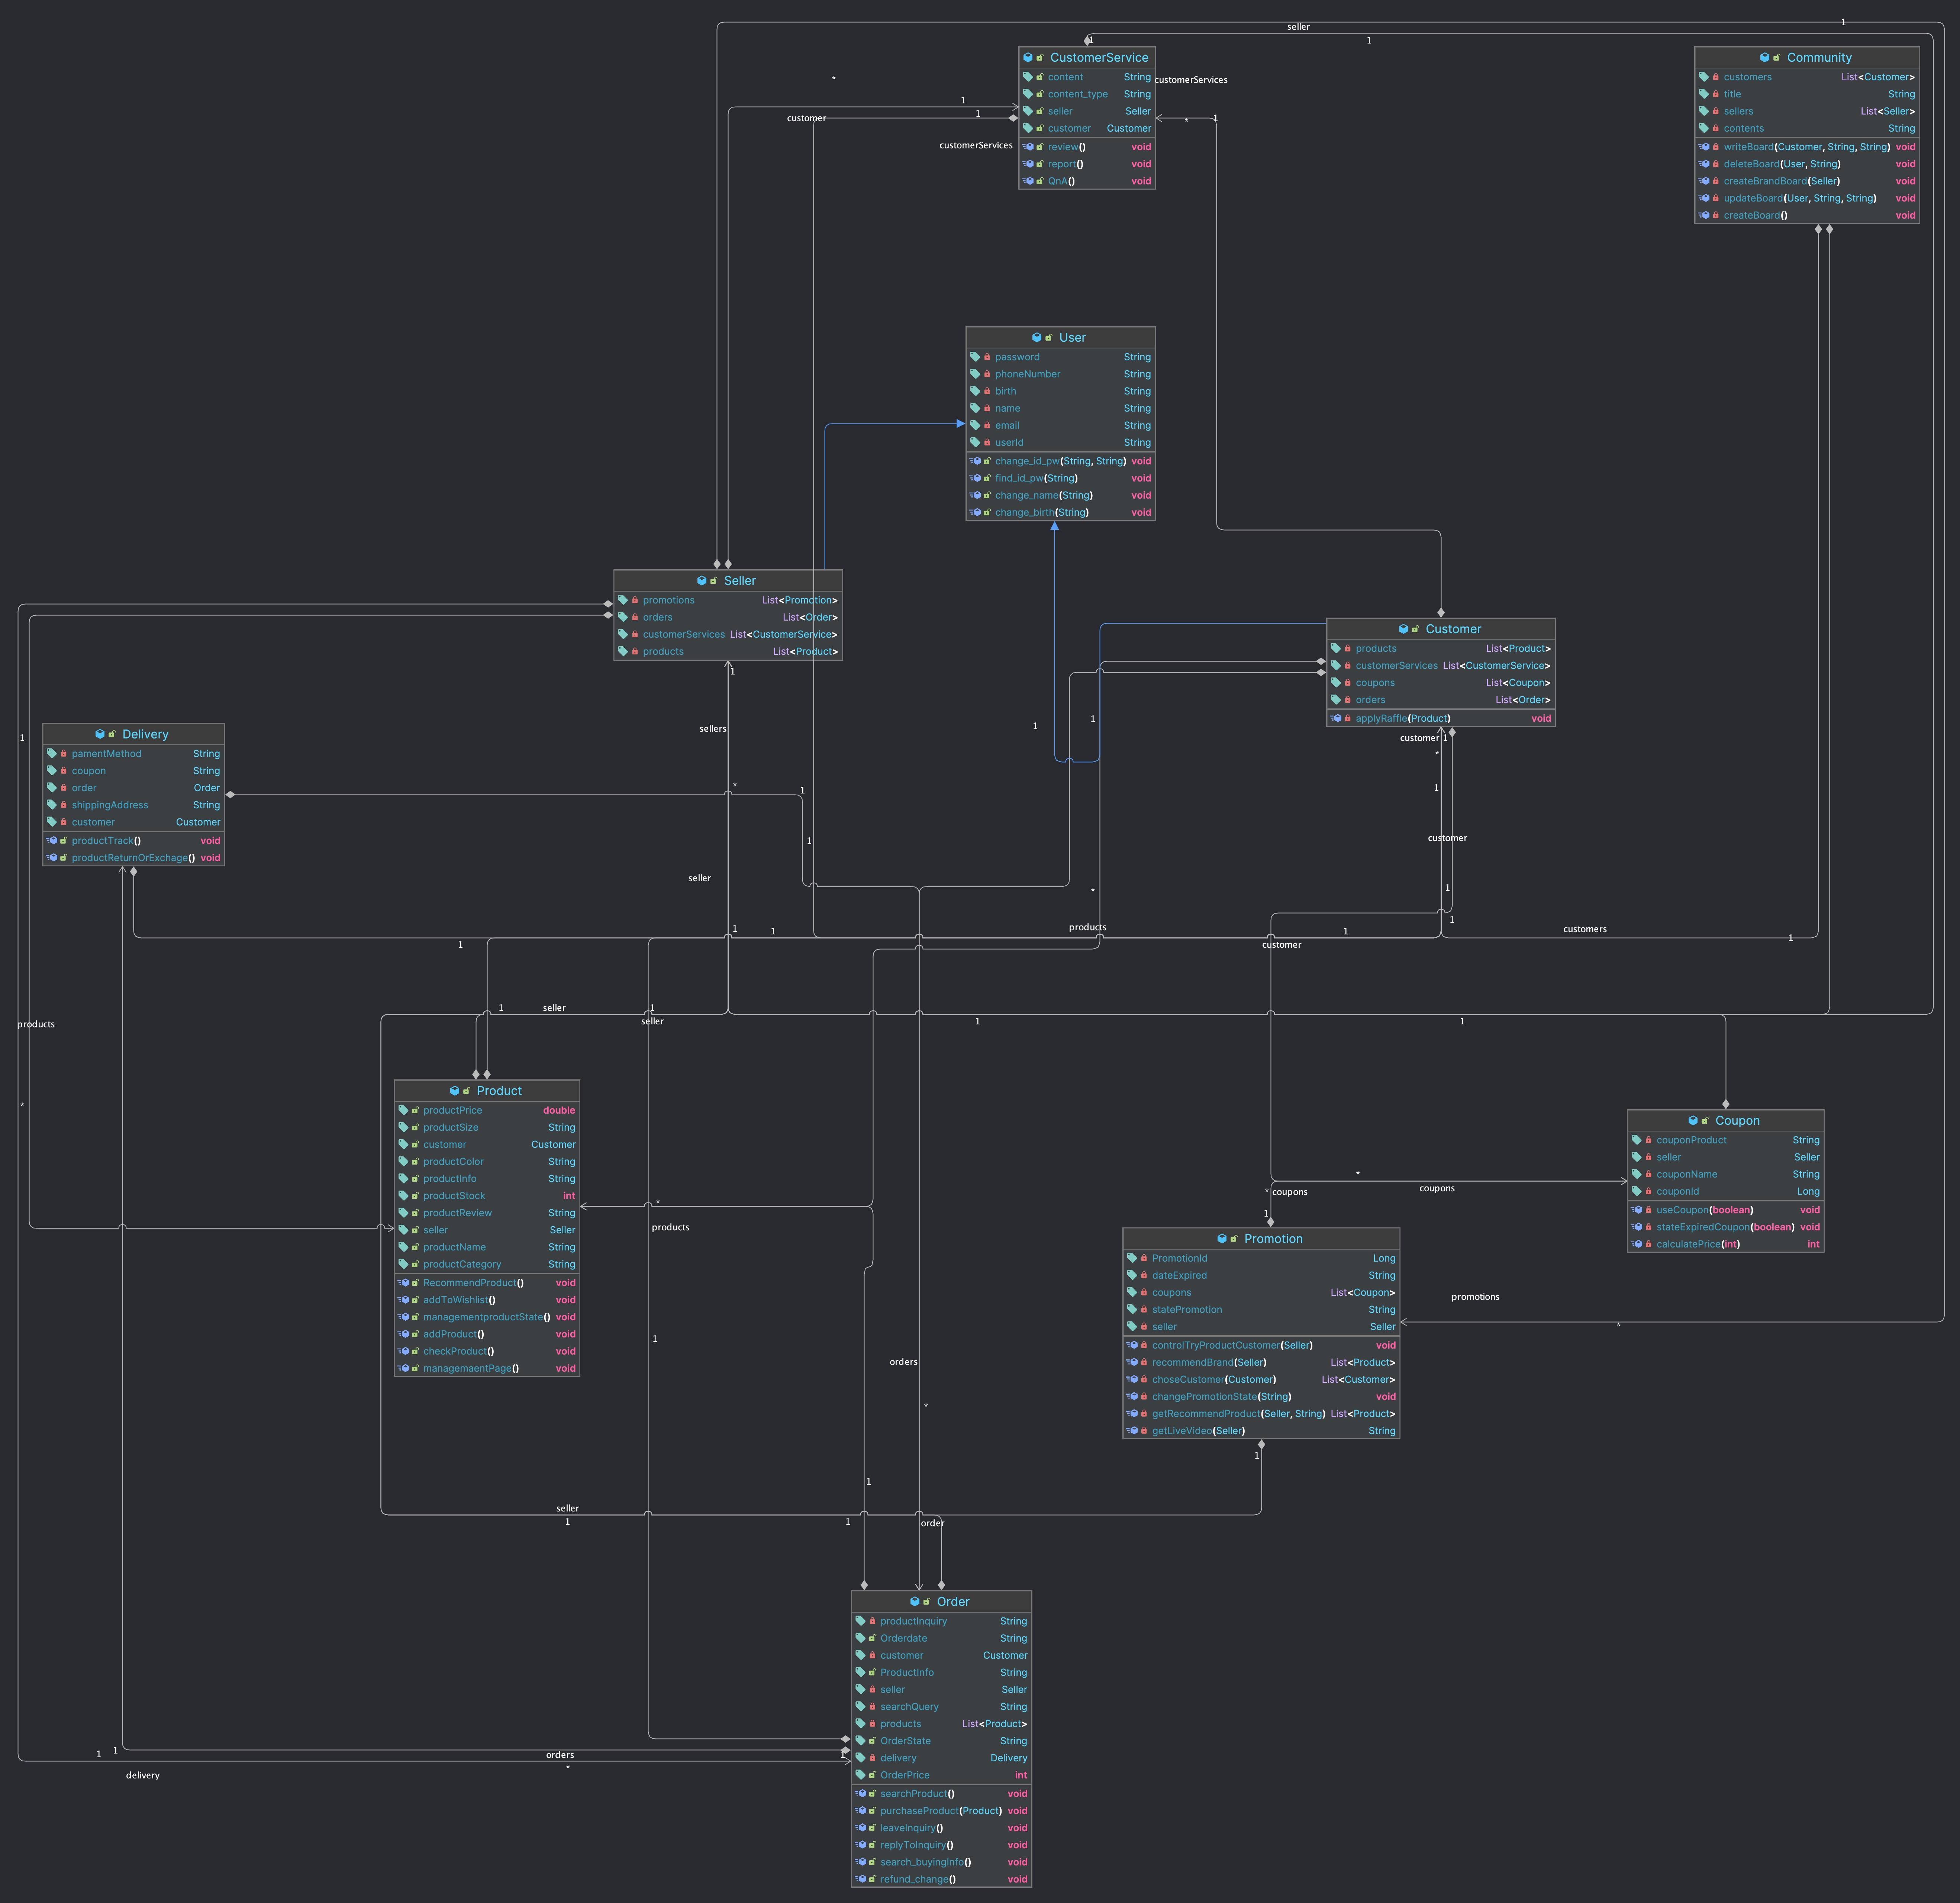 seller
1
1
1
CustomerService
content String
content_type String
seller Seller
customer Customer
review() void
report() void
QnA() void
Community
customers List<Customer>
title String
sellers List<Seller>
contents String
writeBoard(Customer, String, String) void
deleteBoard(User, String) void
createBrandBoard(Seller) void
updateBoard(User, String, String) void
createBoard() void
*
customerServices
1
1
customer
* 1
customerServices
User
password String
phoneNumber String
birth String
name String
email String
userId String
change_id_pw(String, String) void
find_id_pw(String) void
change_name(String) void
change_birth(String) void
Seller
promotions List<Promotion>
orders List<Order>
customerServices List<CustomerService>
products List<Product>
Customer
products List<Product>
customerServices List<CustomerService>
coupons List<Coupon>
orders List<Order>
applyRaffle(Product) void
1
sellers
1
1
1
customer 1
*
Delivery
pamentMethod String
coupon String
order Order
shippingAddress String
customer Customer
productTrack() void
productReturnOrExchage() void
*
1
1
1
customer
seller
1
*
1
products
1
1
1
customers
1
1
customer
1
seller
1
seller
1
1
products
*
Product
productPrice double
productSize String
customer Customer
productColor String
productInfo String
productStock int
productReview String
seller Seller
productName String
productCategory String
RecommendProduct() void
addToWishlist() void
managementproductState() void
addProduct() void
checkProduct() void
managemaentPage() void
Coupon
couponProduct String
seller Seller
couponName String
couponId Long
useCoupon(boolean) void
stateExpiredCoupon(boolean) void
calculatePrice(int) int
*
*
coupons
coupons
*
products
1
Promotion
PromotionId Long
dateExpired String
coupons List<Coupon>
statePromotion String
seller Seller
controlTryProductCustomer(Seller) void
recommendBrand(Seller) List<Product>
choseCustomer(Customer) List<Customer>
changePromotionState(String) void
getRecommendProduct(Seller, String) List<Product>
getLiveVideo(Seller) String
promotions
*
1
orders
*
1
1
seller
1
1
order
Order
productInquiry String
Orderdate String
customer Customer
ProductInfo String
seller Seller
searchQuery String
products List<Product>
OrderState String
delivery Delivery
OrderPrice int
searchProduct() void
purchaseProduct(Product) void
leaveInquiry() void
replyToInquiry() void
search_buyingInfo() void
refund_change() void
1
1
orders
1
*
delivery